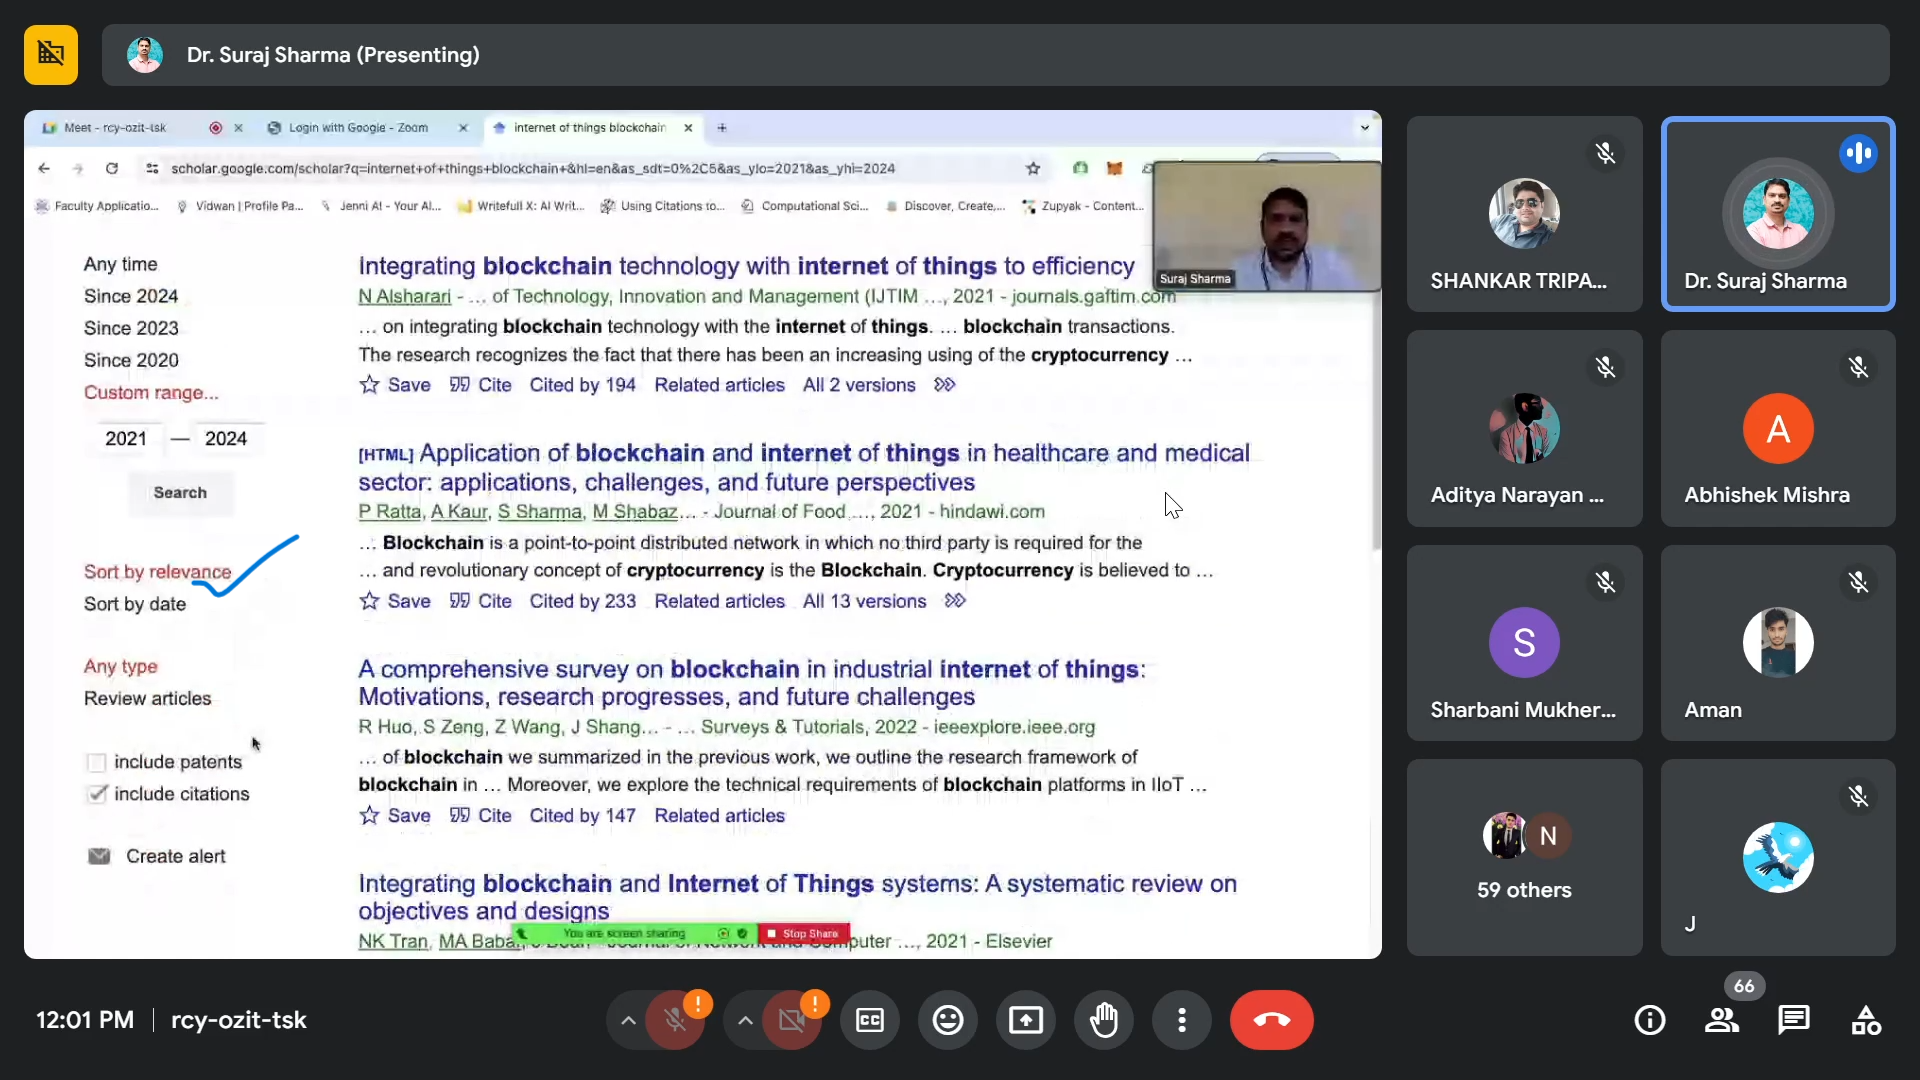 Dr. Suraj Sharma (Presenting)
Meet - rcy-ozit-tsk
Login with Google - Zoom
internet of things blockchain
scholar.google.com/scholar?q=internet+of+things+blockchain+&hl=en&as_sdt=0%2C5&as_ylo=2021&as_yhi=2024
Faculty Applicatio...
Vidwan | Profile Pa...
Jenni AI - Your AI...
Writefull X: AI Writ...
Using Citations to...
Computational Sci...
Discover, Create,...
Zupyak - Content...
Suraj Sharma
Any time
Since 2024
Since 2023
Since 2020
Custom range...
2021 — 2024
Search
Sort by relevance
Sort by date
Any type
Review articles
include patents
include citations
Create alert
Integrating blockchain technology with internet of things to efficiency
N Alsharari - … of Technology, Innovation and Management (IJTIM …, 2021 - journals.gaftim.com
… on integrating blockchain technology with the internet of things. … blockchain transactions.
The research recognizes the fact that there has been an increasing using of the cryptocurrency …
Save Cite Cited by 194 Related articles All 2 versions
[HTML] Application of blockchain and internet of things in healthcare and medical
sector: applications, challenges, and future perspectives
P Ratta, A Kaur, S Sharma, M Shabaz… - Journal of Food …, 2021 - hindawi.com
… Blockchain is a point-to-point distributed network in which no third party is required for the
… and revolutionary concept of cryptocurrency is the Blockchain. Cryptocurrency is believed to …
Save Cite Cited by 233 Related articles All 13 versions
A comprehensive survey on blockchain in industrial internet of things:
Motivations, research progresses, and future challenges
R Huo, S Zeng, Z Wang, J Shang… - … Surveys & Tutorials, 2022 - ieeexplore.ieee.org
… of blockchain we summarized in the previous work, we outline the research framework of
blockchain in … Moreover, we explore the technical requirements of blockchain platforms in IIoT …
Save Cite Cited by 147 Related articles
Integrating blockchain and Internet of Things systems: A systematic review on
objectives and designs
You are screen sharing
Stop Share
NK Tran, MA Baba 2021 - Elsevier
SHANKAR TRIPA...
Dr. Suraj Sharma
Aditya Narayan ...
A
Abhishek Mishra
S
Sharbani Mukher...
Aman
N
59 others
J
12:01 PM | rcy-ozit-tsk
CC
66